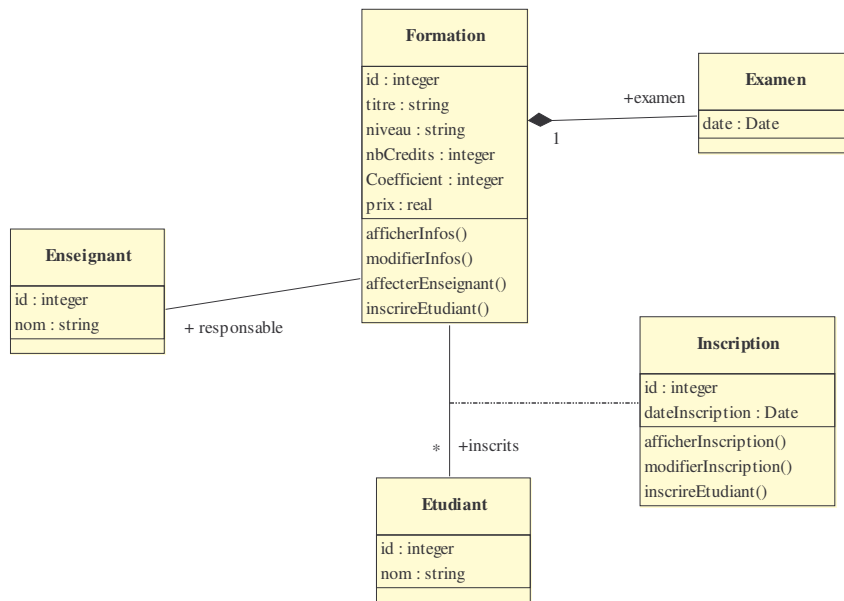 Formation
id : integer
titre : string
niveau : string
nbCredits : integer
Coefficient : integer
prix : real
afficherInfos()
modifierInfos()
affecterEnseignant()
inscrireEtudiant()
+examen
1
Examen
date : Date
Enseignant
id : integer
nom : string
+ responsable
Inscription
id : integer
dateInscription : Date
afficherInscription()
modifierInscription()
inscrireEtudiant()
* +inscrits
Etudiant
id : integer
nom : string